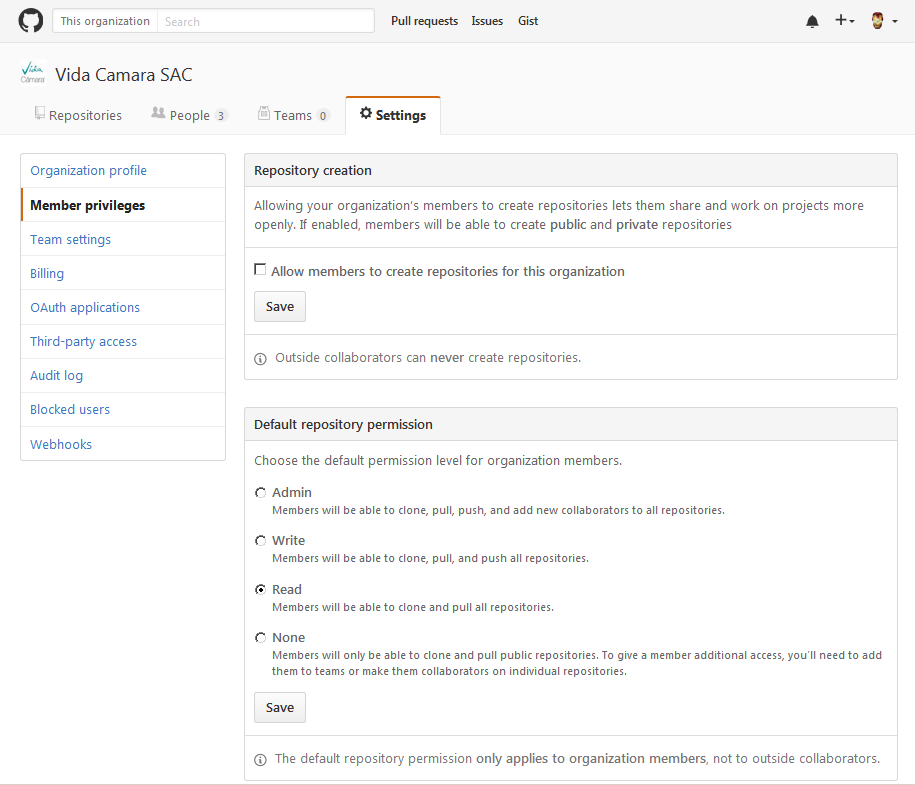 This organization Search Pull requests Issues Gist
Vida Cámara Vida Camara SAC
Repositories People 3 Teams 0 Settings
Organization profile
Member privileges
Team settings
Billing
OAuth applications
Third-party access
Audit log
Blocked users
Webhooks
Repository creation
Allowing your organization's members to create repositories lets them share and work on projects more
openly. If enabled, members will be able to create public and private repositories
Allow members to create repositories for this organization
Save
Outside collaborators can never create repositories.
Default repository permission
Choose the default permission level for organization members.
Admin
Members will be able to clone, pull, push, and add new collaborators to all repositories.
Write
Members will be able to clone, pull, and push all repositories.
Read
Members will be able to clone and pull all repositories.
None
Members will only be able to clone and pull public repositories. To give a member additional access, you'll need to add
them to teams or make them collaborators on individual repositories.
Save
The default repository permission only applies to organization members, not to outside collaborators.